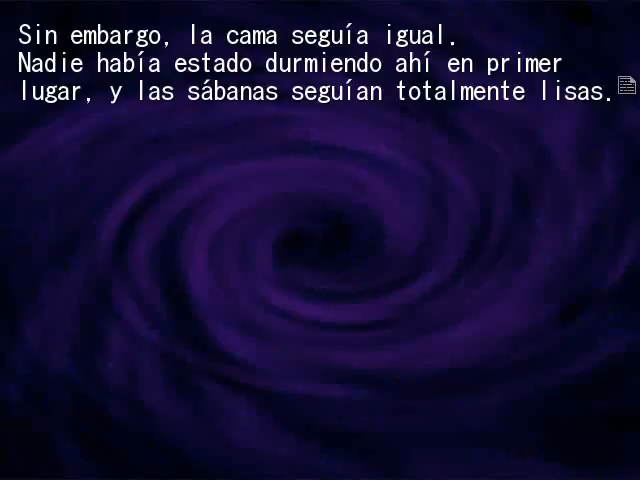 Sin embargo, la cama seguía igual.
Nadie había estado durmiendo ahí en primer
lugar, y las sábanas seguían totalmente lisas.